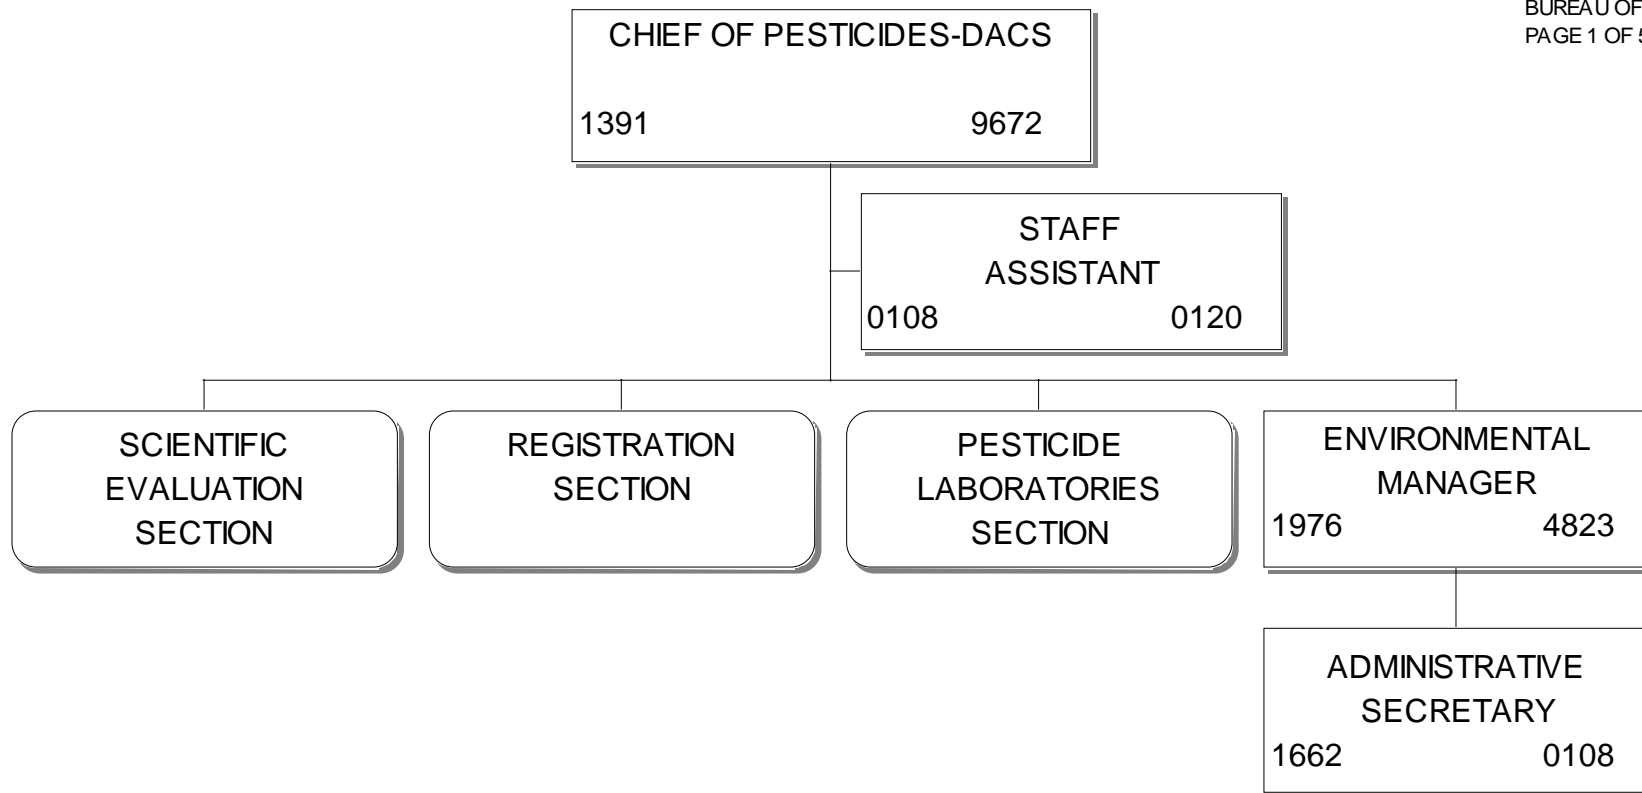 BUREAU OF
PAGE 1 OF 5
CHIEF OF PESTICIDES-DACS
1391 9672
STAFF
ASSISTANT
0108 0120
SCIENTIFIC
EVALUATION
SECTION
REGISTRATION
SECTION
PESTICIDE
LABORATORIES
SECTION
ENVIRONMENTAL
MANAGER
1976 4823
ADMINISTRATIVE
SECRETARY
1662 0108